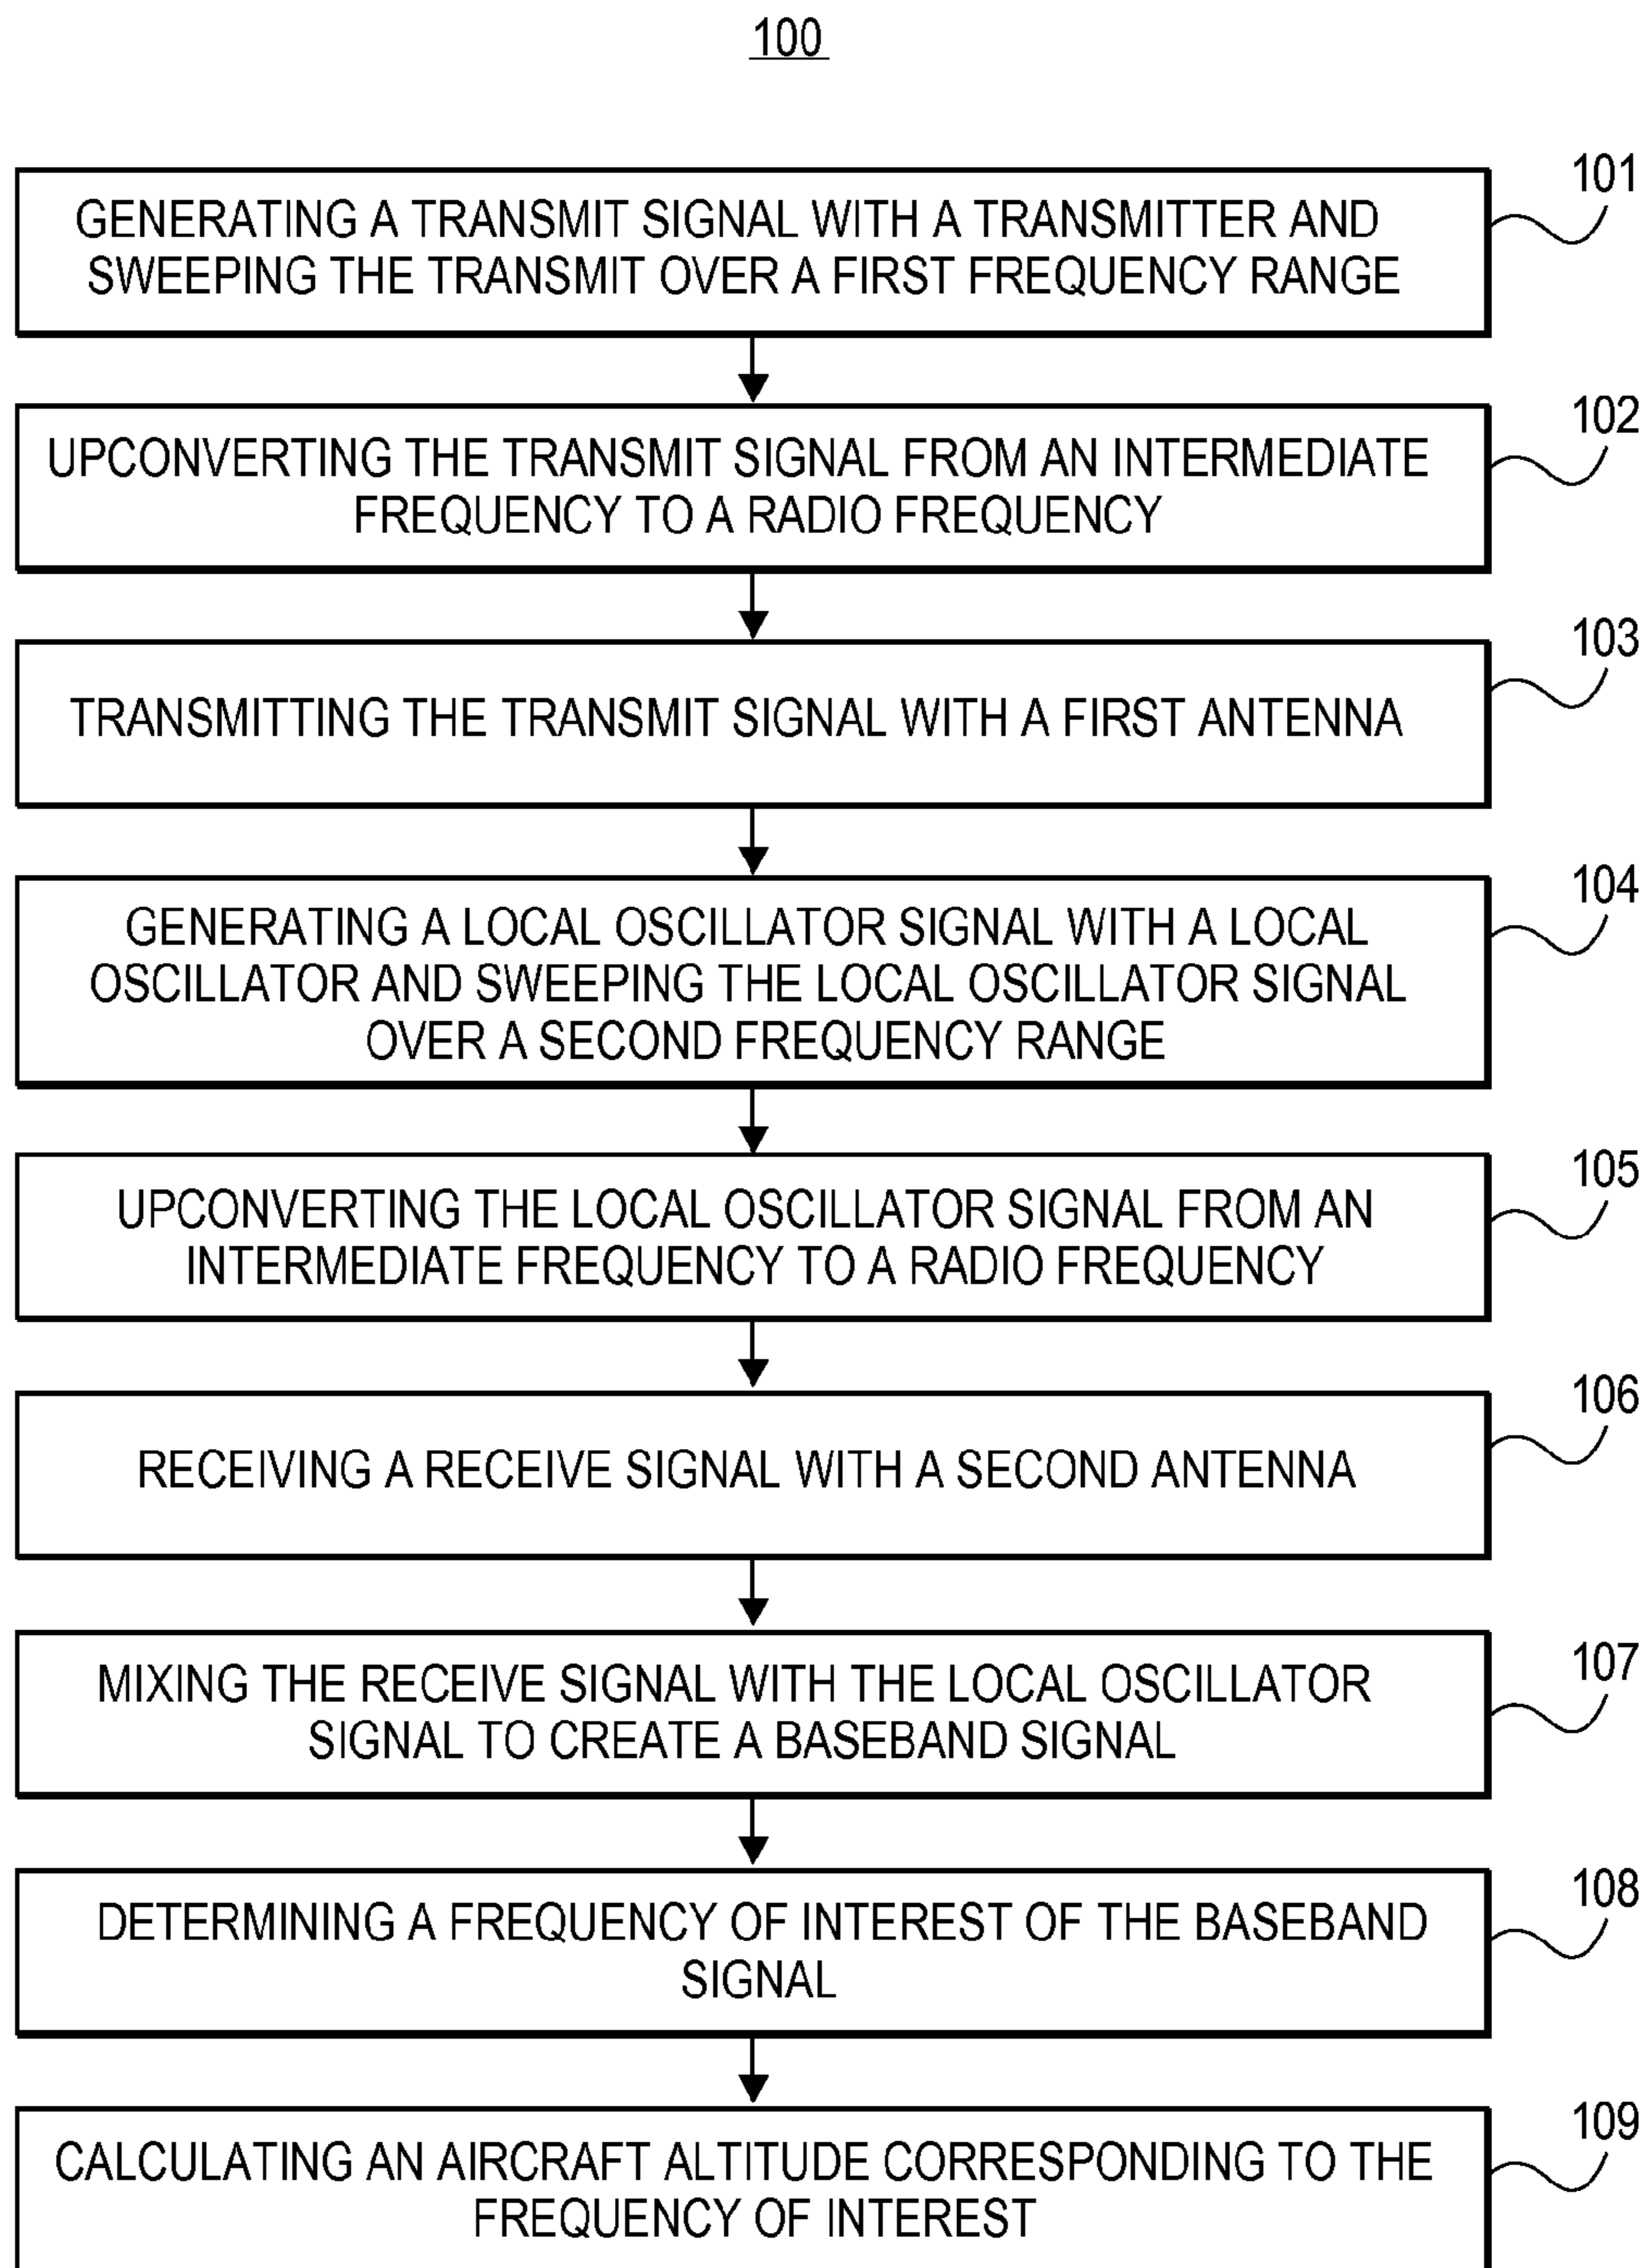 100
101
GENERATING A TRANSMIT SIGNAL WITH A TRANSMITTER AND
SWEEPING THE TRANSMIT OVER A FIRST FREQUENCY RANGE
102
UPCONVERTING THE TRANSMIT SIGNAL FROM AN INTERMEDIATE
FREQUENCY TO A RADIO FREQUENCY
103
TRANSMITTING THE TRANSMIT SIGNAL WITH A FIRST ANTENNA
104
GENERATING A LOCAL OSCILLATOR SIGNAL WITH A LOCAL
OSCILLATOR AND SWEEPING THE LOCAL OSCILLATOR SIGNAL
OVER A SECOND FREQUENCY RANGE
105
UPCONVERTING THE LOCAL OSCILLATOR SIGNAL FROM AN
INTERMEDIATE FREQUENCY TO A RADIO FREQUENCY
106
RECEIVING A RECEIVE SIGNAL WITH A SECOND ANTENNA
107
MIXING THE RECEIVE SIGNAL WITH THE LOCAL OSCILLATOR
SIGNAL TO CREATE A BASEBAND SIGNAL
108
DETERMINING A FREQUENCY OF INTEREST OF THE BASEBAND
SIGNAL
109
CALCULATING AN AIRCRAFT ALTITUDE CORRESPONDING TO THE
FREQUENCY OF INTEREST